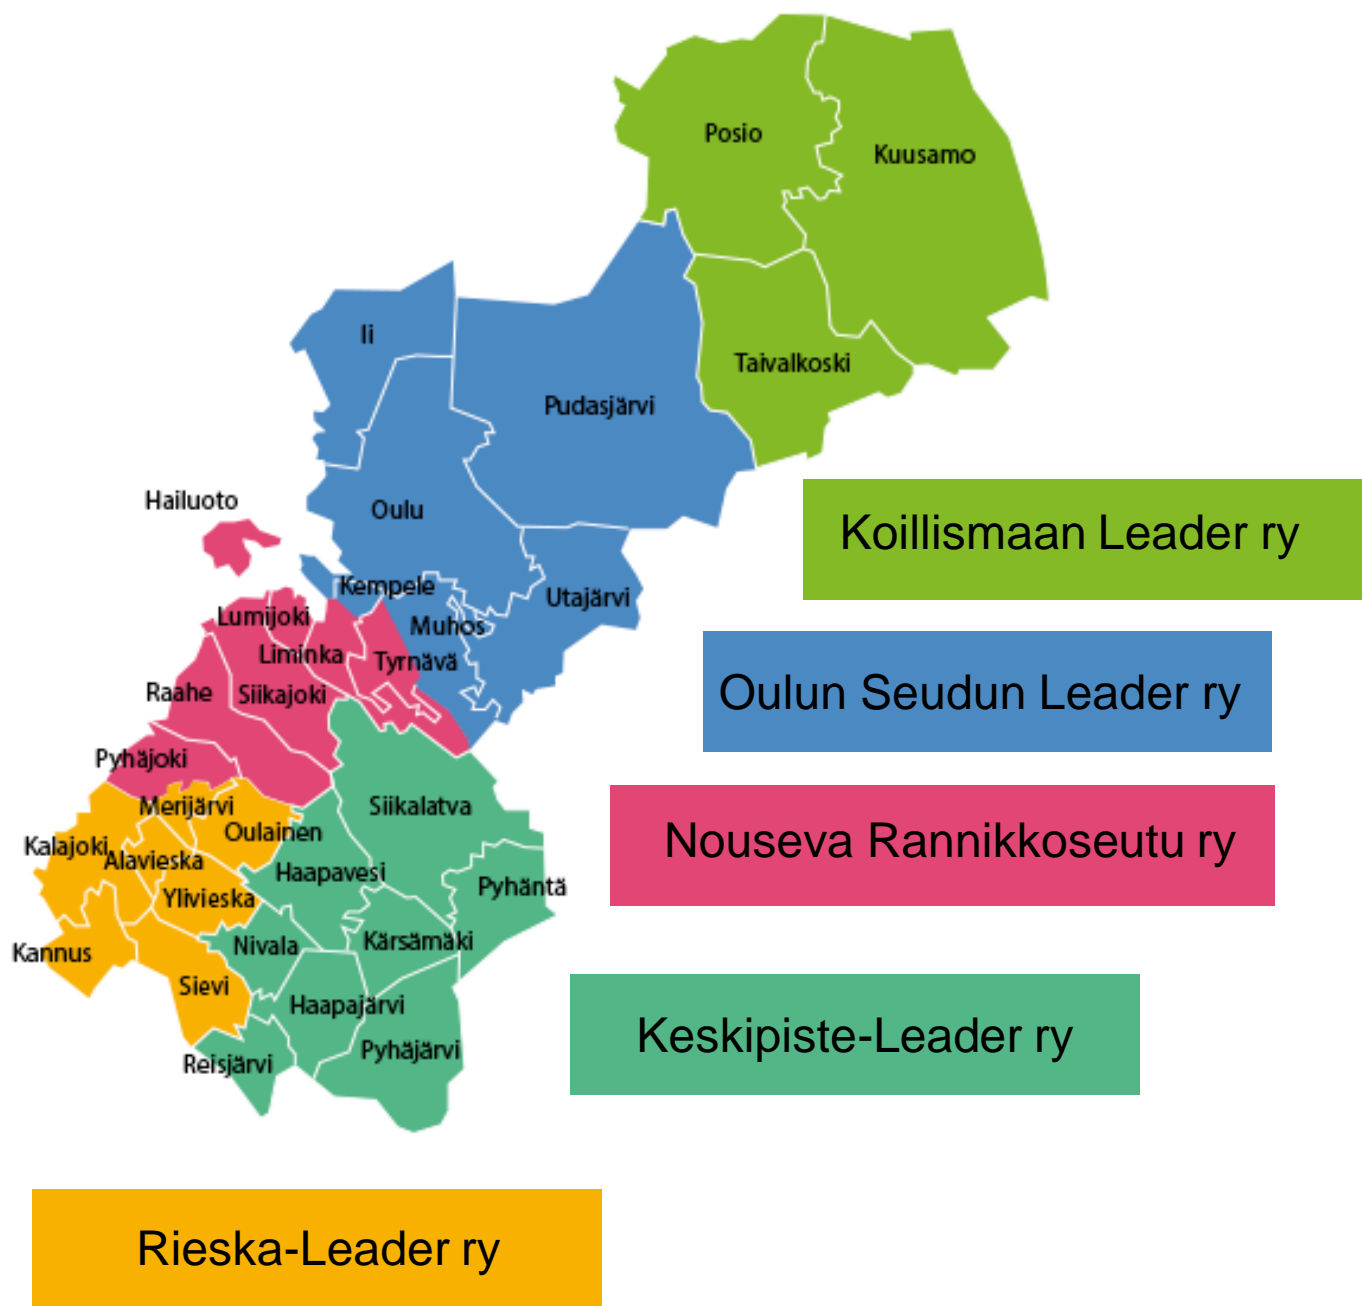 Posio
Kuusamo
Ii
Taivalkoski
Pudasjärvi
Hailuoto
Oulu
Koillismaan Leader ry
Kempele
Utajärvi
Lumijoki
Muhos
Liminka
Tyrnävä
Raahe
Siikajoki
Oulun Seudun Leader ry
Pyhäjoki
Merijärvi
Siikalatva
Oulainen
Nouseva Rannikkoseutu ry
Kalajoki
Alavieska
Haapavesi
Pyhäntä
Ylivieska
Kannus
Nivala
Kärsämäki
Sievi
Haapajärvi
Keskipiste-Leader ry
Reisjärvi
Pyhäjärvi
Rieska-Leader ry